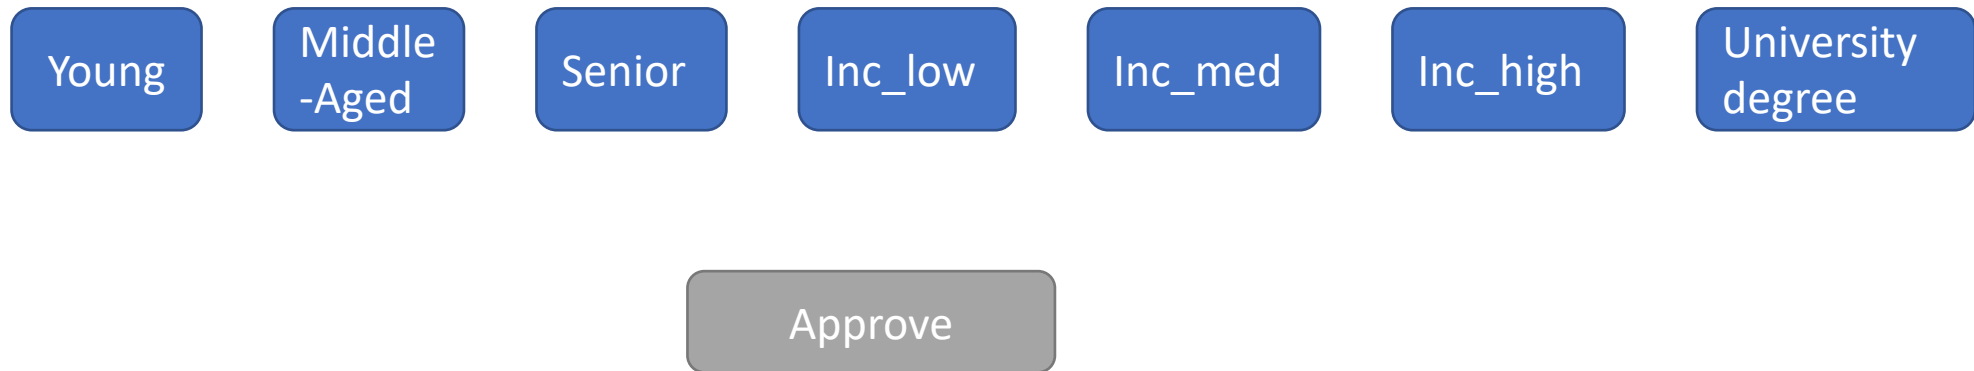 Young
Middle
-Aged
Senior
Inc_low
Inc_med
Inc_high
University
degree
Approve